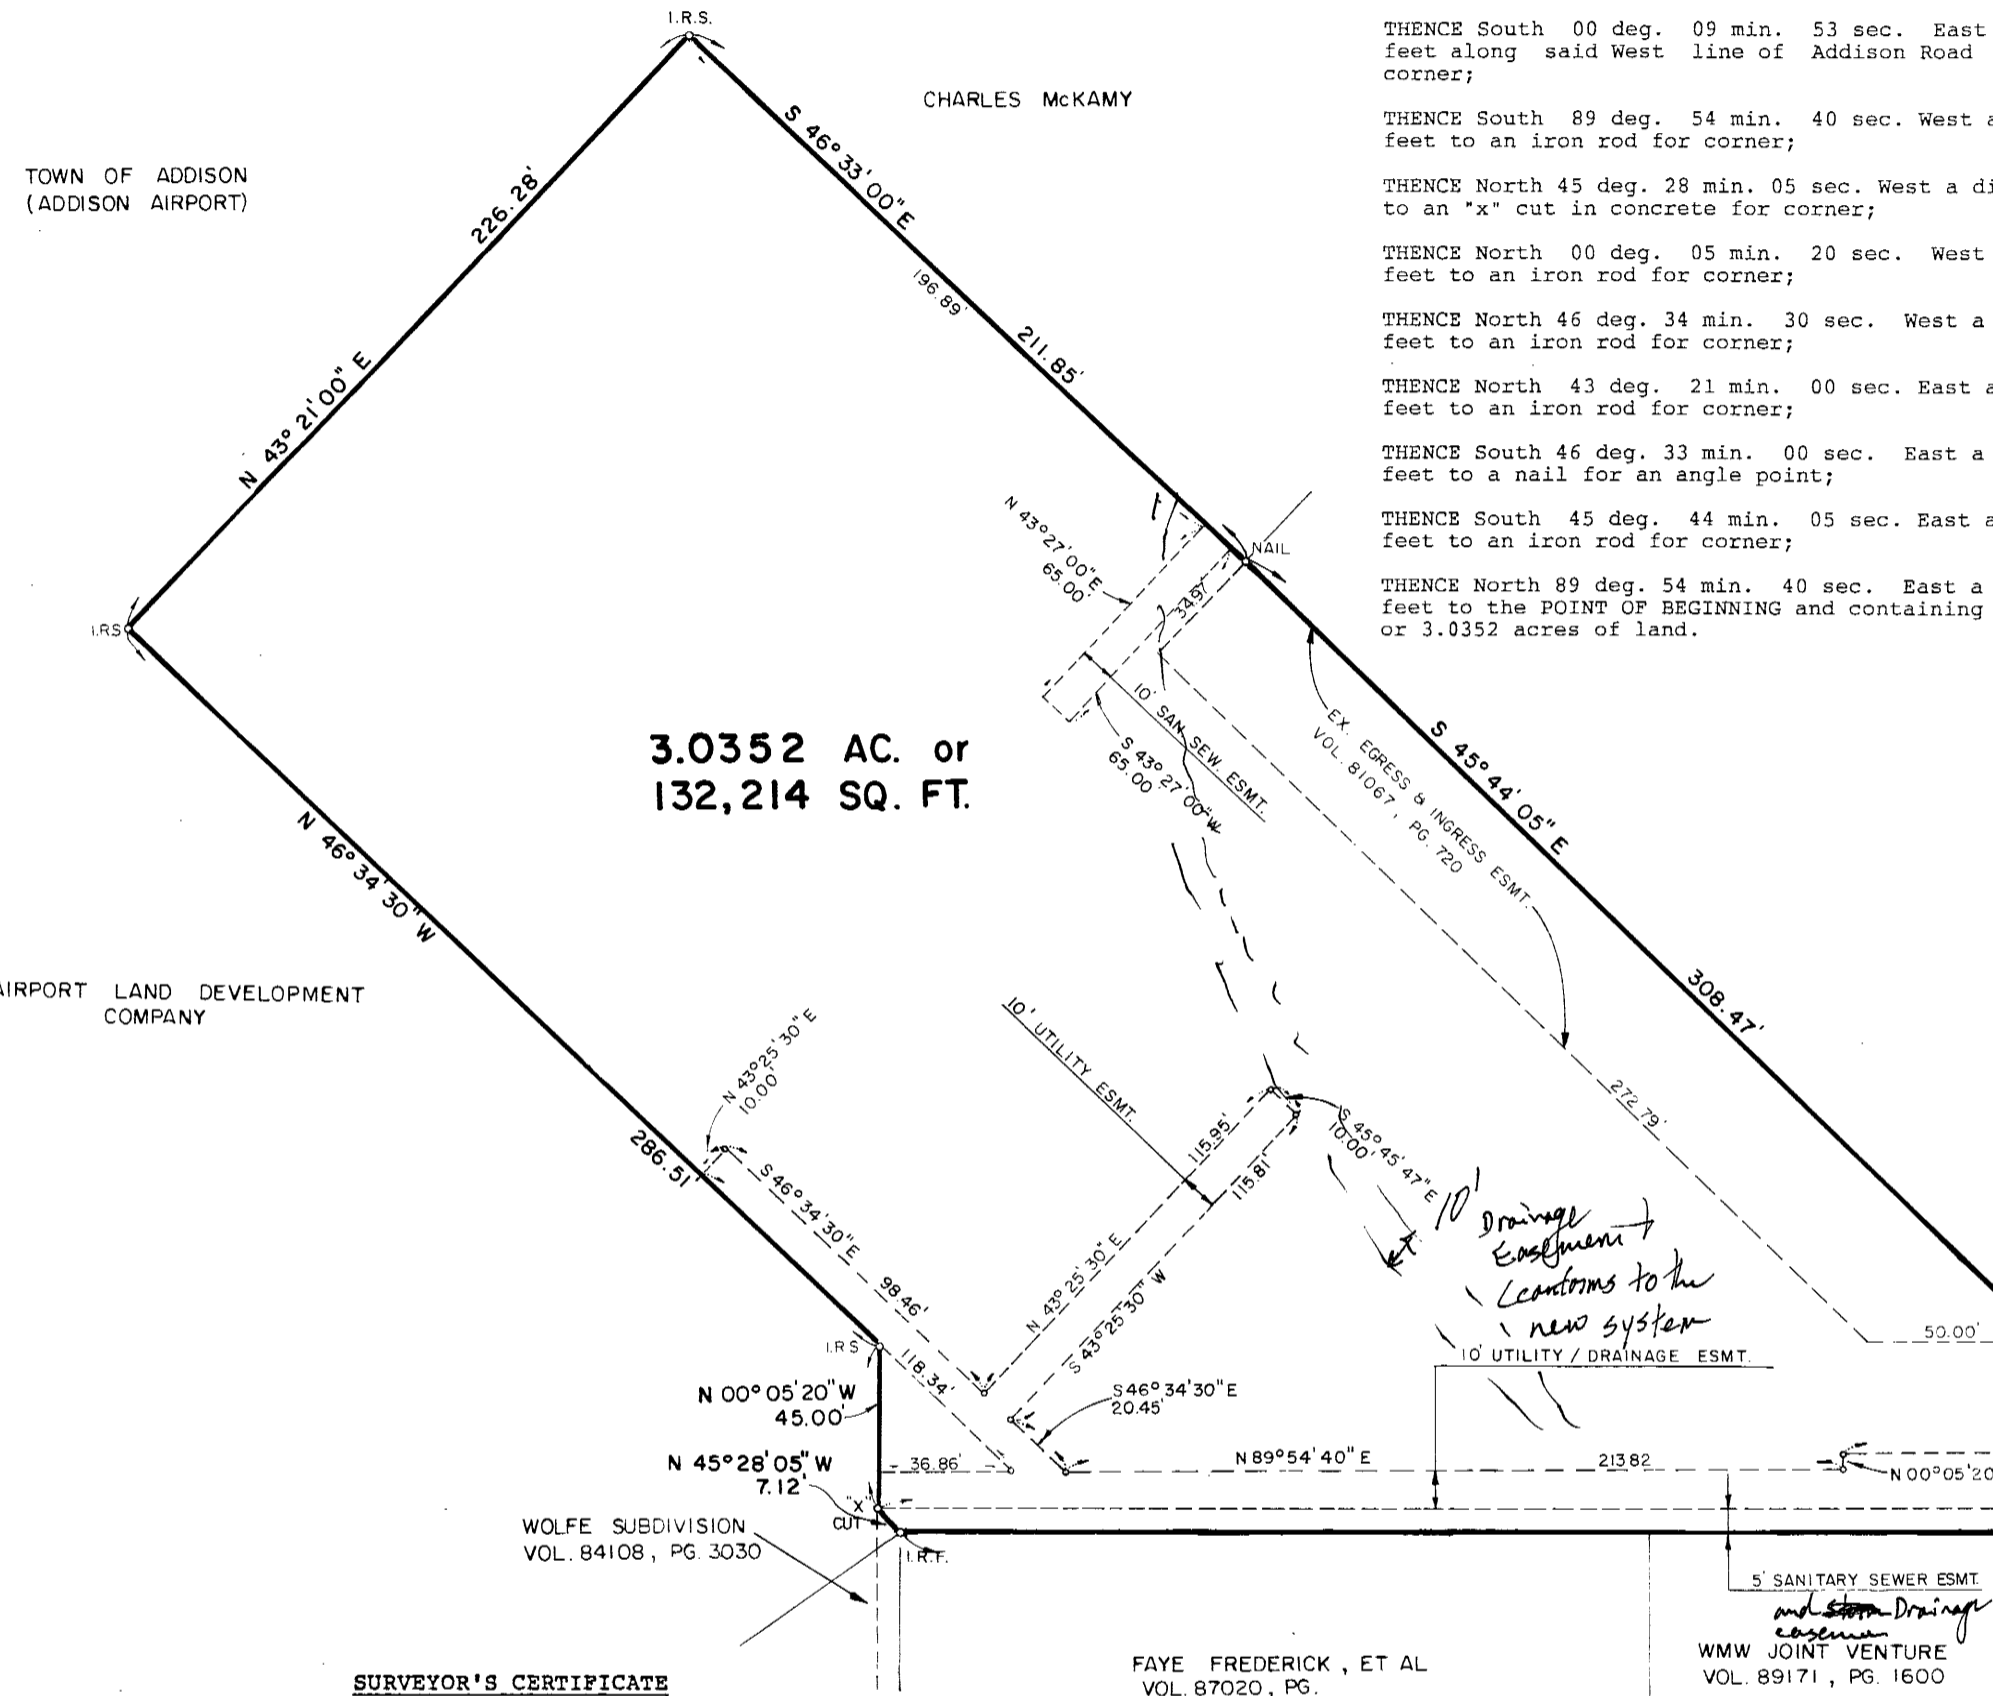 I.R.S.
CHARLES McKAMY
TOWN OF ADDISON
(ADDISON AIRPORT)
226.28'
N 43° 21' 00" E
S 46° 33' 00" E
196.89'
211.85'
THENCE South 00 deg. 09 min. 53 sec. East
feet along said West line of Addison Road
corner;
THENCE South 89 deg. 54 min. 40 sec. West a
feet to an iron rod for corner;
THENCE North 45 deg. 28 min. 05 sec. West a di
to an "x" cut in concrete for corner;
THENCE North 00 deg. 05 min. 20 sec. West
feet to an iron rod for corner;
THENCE North 46 deg. 34 min. 30 sec. West a
feet to an iron rod for corner;
THENCE North 43 deg. 21 min. 00 sec. East a
feet to an iron rod for corner;
THENCE South 46 deg. 33 min. 00 sec. East a
feet to a nail for an angle point;
THENCE South 45 deg. 44 min. 05 sec. East a
feet to an iron rod for corner;
THENCE North 89 deg. 54 min. 40 sec. East a
feet to the POINT OF BEGINNING and containing
or 3.0352 acres of land.
NAIL
N 43° 27' 00" E
65.00'
34.97'
I.RS
10' SAN. SEW. ESMT.
S 43° 27' 00" W
65.00'
EX. EGRESS & INGRESS ESMT.
VOL. 81067, PG. 720
S 45° 44' 05" E
308.47'
272.79'
50.00'
3.0352 AC. or
132,214 SQ. FT.
N 46° 34' 30" W
286.51'
AIRPORT LAND DEVELOPMENT
COMPANY
N 43° 25' 30" E
10.00'
10' UTILITY ESMT.
115.95'
115.81'
S 45° 45' 47" E
10.00'
S 46° 34' 30" E
98.46'
N 43° 25' 30" E
S 43° 25' 30" W
10'
Drainage
Easement
(conforms to the
new system
10' UTILITY / DRAINAGE ESMT.
I.R S
118.34'
N 00° 05' 20" W
45.00'
S 46° 34' 30" E
20.45'
N 45° 28' 05" W
7.12'
36.86'
N 89° 54' 40" E
213.82
N 00° 05' 20
"X"
CUT
I.R.F.
WOLFE SUBDIVISION
VOL. 84108, PG. 3030
5' SANITARY SEWER ESMT.
and Drainage
WMW JOINT VENTURE
VOL. 89171, PG. 1600
FAYE FREDERICK, ET AL
VOL. 87020, PG.
SURVEYOR'S CERTIFICATE